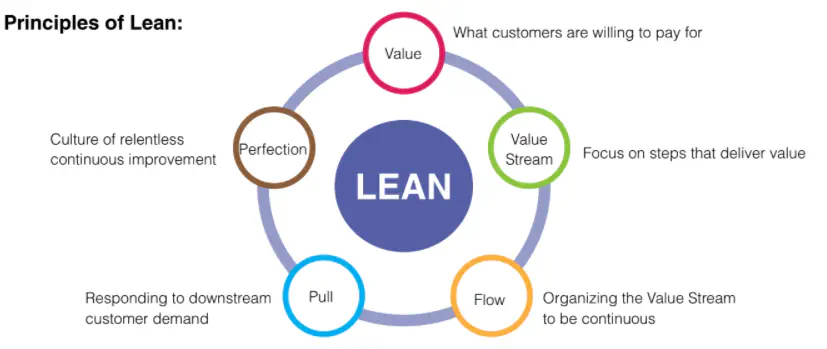 Principles of Lean:
Value
What customers are willing to pay for
Value
Stream
Focus on steps that deliver value
Flow
Organizing the Value Stream
to be continuous
Pull
Responding to downstream
customer demand
Perfection
Culture of relentless
continuous improvement
LEAN